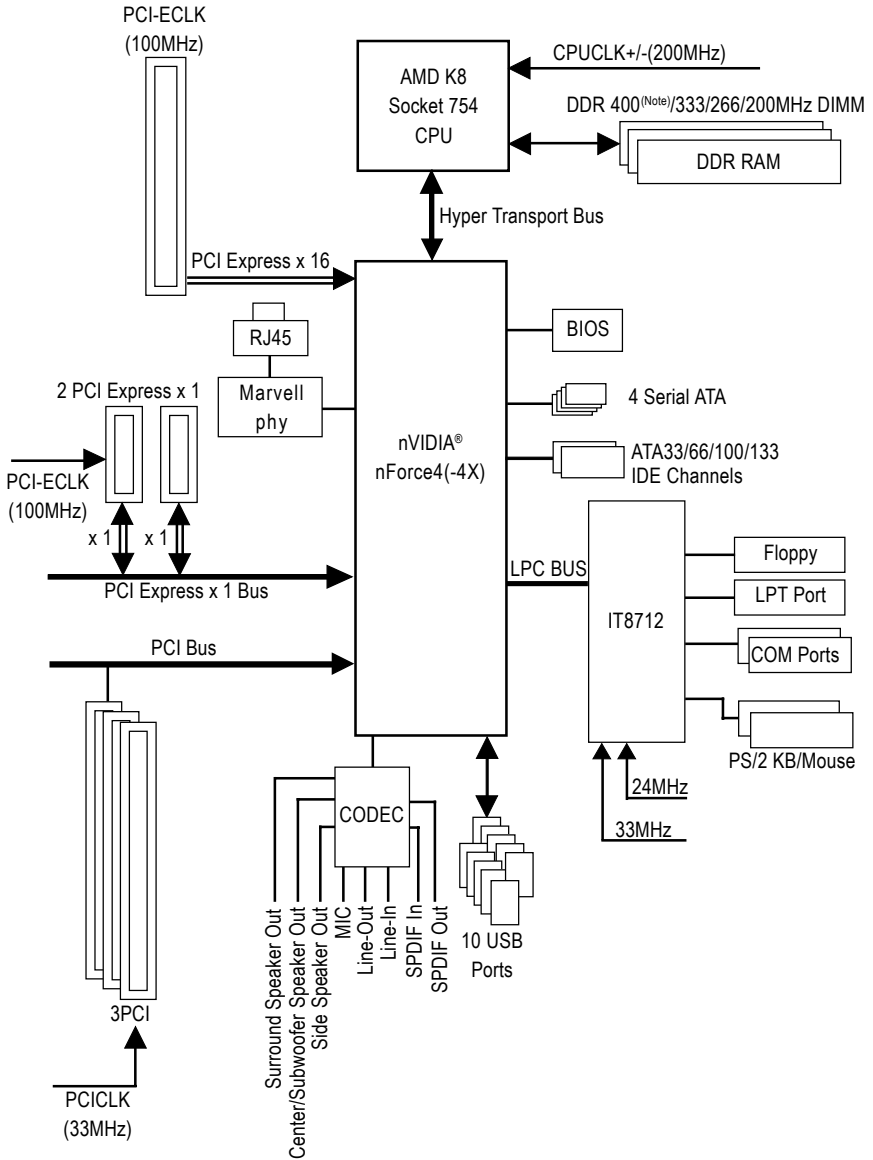 PCI-ECLK
(100MHz)
AMD K8
Socket 754
CPU
CPUCLK+/-(200MHz)
DDR 400(Note)/333/266/200MHz DIMM
DDR RAM
Hyper Transport Bus
PCI Express x 16
RJ45
Marvell
phy
BIOS
4 Serial ATA
2 PCI Express x 1
nVIDIA®
nForce4(-4X)
ATA33/66/100/133
IDE Channels
PCI-ECLK
(100MHz)
x 1
x 1
PCI Express x 1 Bus
LPC BUS
IT8712
Floppy
LPT Port
COM Ports
PS/2 KB/Mouse
PCI Bus
24MHz
33MHz
CODEC
Surround Speaker Out
Center/Subwoofer Speaker Out
Side Speaker Out
MIC
Line-Out
Line-In
SPDIF In
SPDIF Out
10 USB
Ports
3PCI
PCICLK
(33MHz)